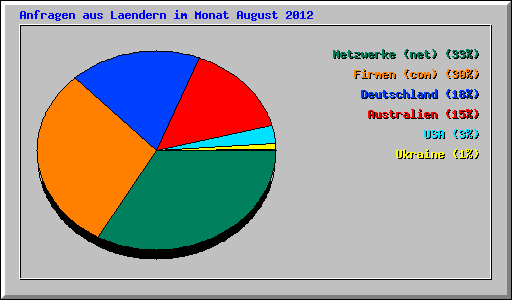 Anfragen aus Laendern im Monat August 2012
Netzwerke (net) (33%)
Firmen (com) (30%)
Deutschland (18%)
Australien (15%)
USA (3%)
Ukraine (1%)